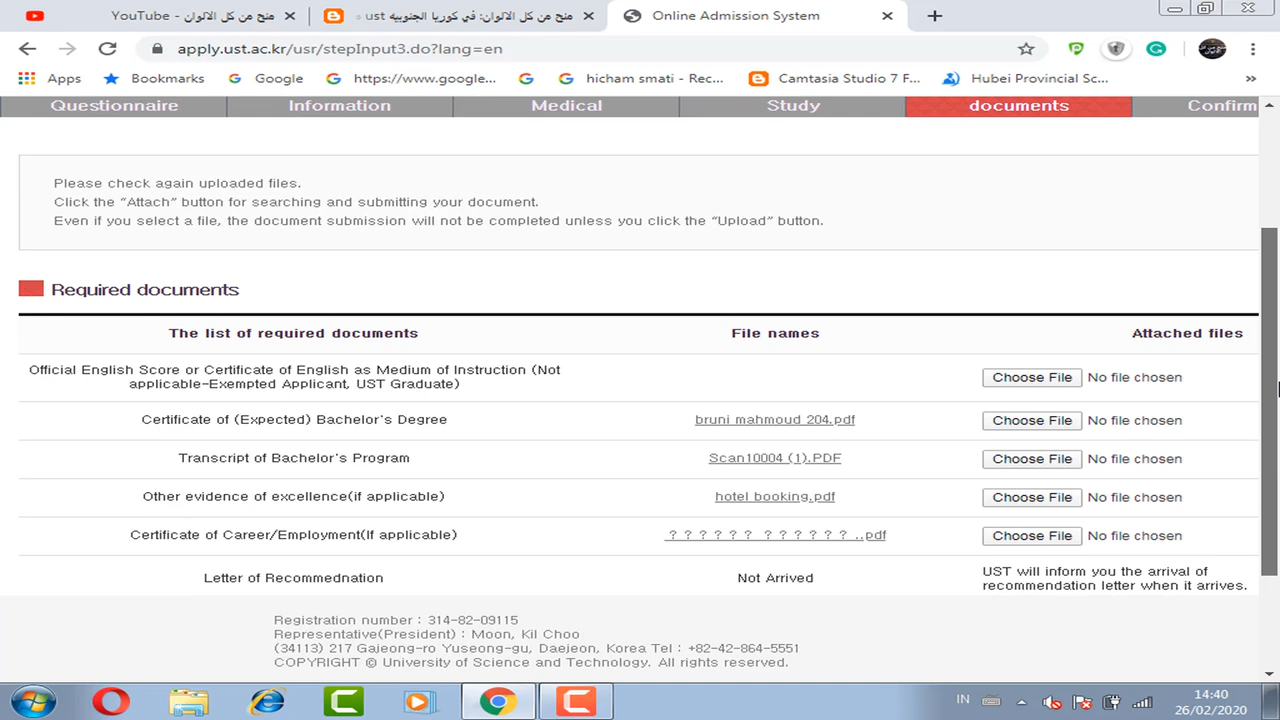 YouTube - منح من كل الالوان
منح من كل الالوان: في كوريا الجنوبيه ust
Online Admission System
apply.ust.ac.kr/usr/stepInput3.do?lang=en
Apps
Bookmarks
Google
https://www.google...
hicham smati - Rec...
Camtasia Studio 7 F...
Hubei Provincial Sc...
»
Questionnaire
Information
Medical
Study
documents
Confirm
Please check again uploaded files.
Click the “Attach” button for searching and submitting your document.
Even if you select a file, the document submission will not be completed unless you click the “Upload” button.
Required documents
The list of required documents
File names
Attached files
Official English Score or Certificate of English as Medium of Instruction (Not
applicable-Exempted Applicant, UST Graduate)
Choose File No file chosen
Certificate of (Expected) Bachelor's Degree
bruni mahmoud 204.pdf
Choose File No file chosen
Transcript of Bachelor's Program
Scan10004 (1).PDF
Choose File No file chosen
Other evidence of excellence(if applicable)
hotel booking.pdf
Choose File No file chosen
Certificate of Career/Employment(If applicable)
? ? ? ? ? ? ? ? ? ? ? ? ..pdf
Choose File No file chosen
Letter of Recommednation
Not Arrived
UST will inform you the arrival of
recommendation letter when it arrives.
Registration number : 314-82-09115
Representative(President) : Moon, Kil Choo
(34113) 217 Gajeong-ro Yuseong-gu, Daejeon, Korea Tel : +82-42-864-5551
COPYRIGHT © University of Science and Technology. All rights reserved.
IN
14:40
26/02/2020